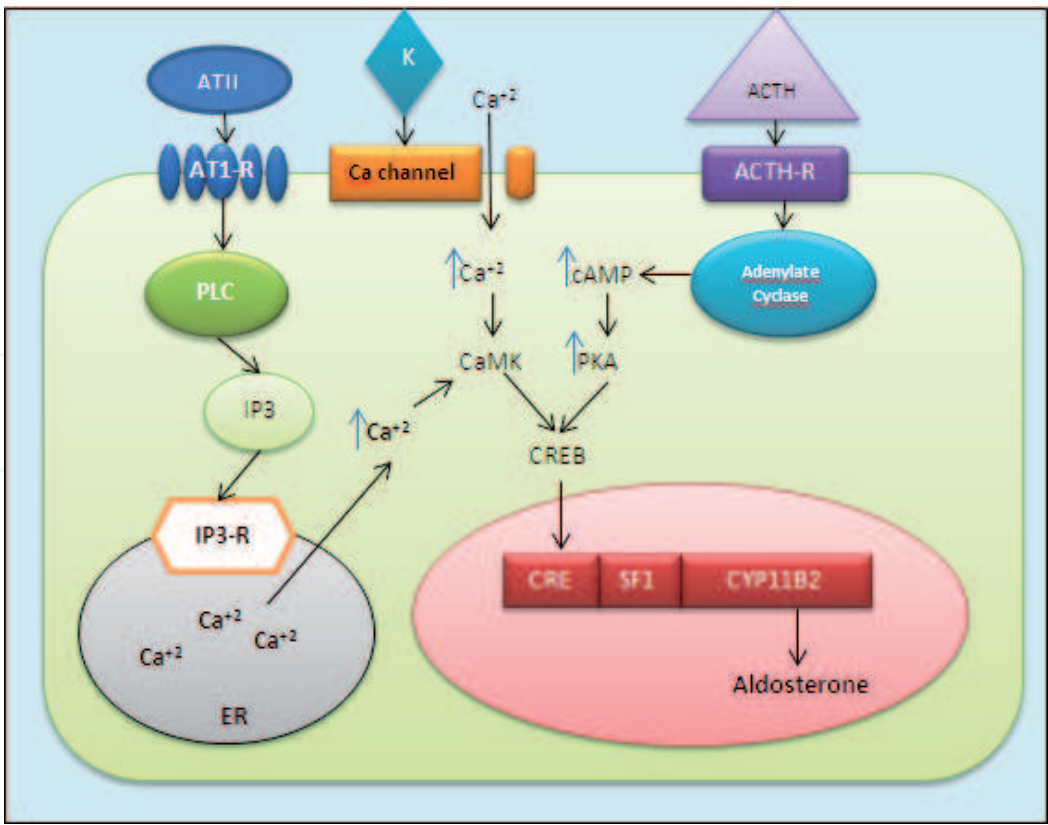 ATII
K
Ca+2
ACTH
AT1-R
Ca channel
ACTH-R
PLC
Ca+2
cAMP
Adenylate
Cyclase
CaMK
PKA
IP3
Ca+2
CREB
IP3-R
CRE
SF1
CYP11B2
Ca+2
Ca+2
Ca+2
Aldosterone
ER